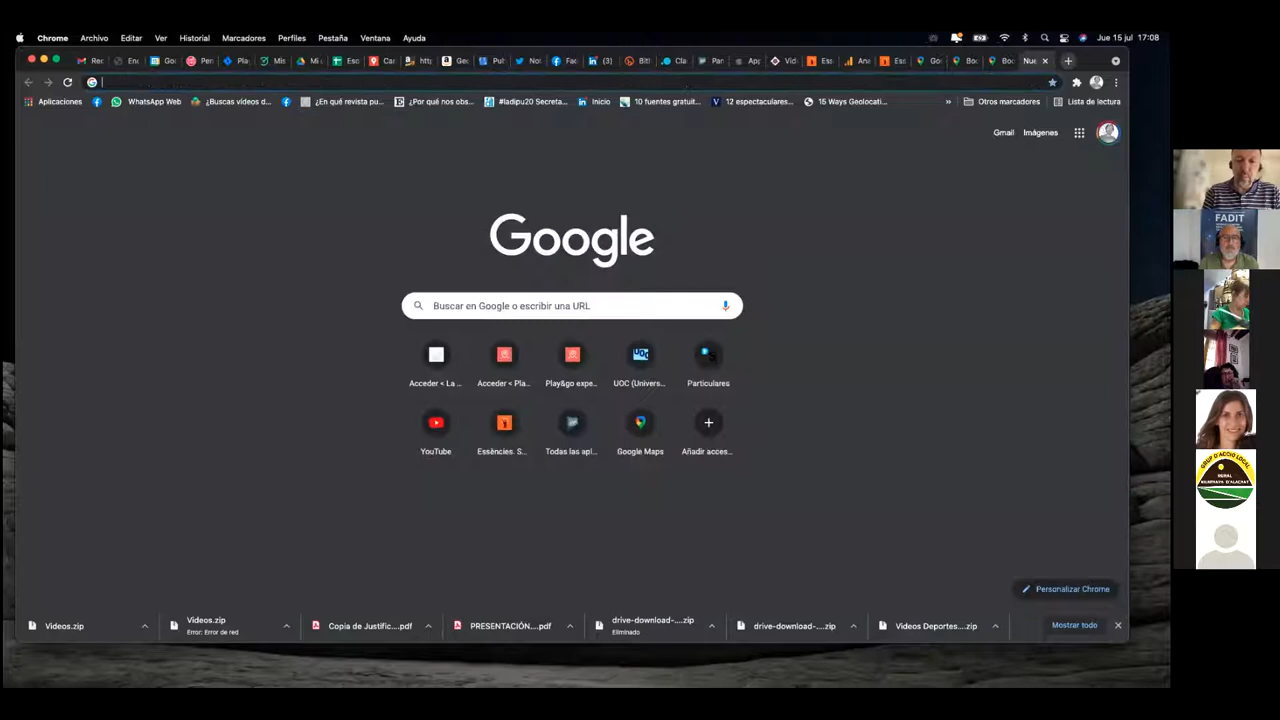 Chrome Archivo Editar Ver Historial Marcadores Perfiles Pestaña Ventana Ayuda Jue 15 jul 17:08
Aplicaciones WhatsApp Web ¿Buscas vídeos d... ¿En qué revista pu... ¿Por qué nos obs... #ladipu20 Secreta... Inicio 10 fuentes gratuit... 12 espectaculares... 15 Ways Geolocati... » Otros marcadores Lista de lectura
Gmail Imágenes
Google
Buscar en Google o escribir una URL
Acceder < La ... Acceder < Pla... Play&go expe... UOC (Univers... Particulares
YouTube Essències. S... Todas las apl... Google Maps Añadir acces...
Personalizar Chrome
Videos.zip
Videos.zip
Error: Error de red
Copia de Justific....pdf
PRESENTACIÓN....pdf
drive-download-....zip
Eliminado
drive-download-....zip
Videos Deportes....zip
Mostrar todo
FADIT
GRUP D'ACCIÓ LOCAL
RURAL